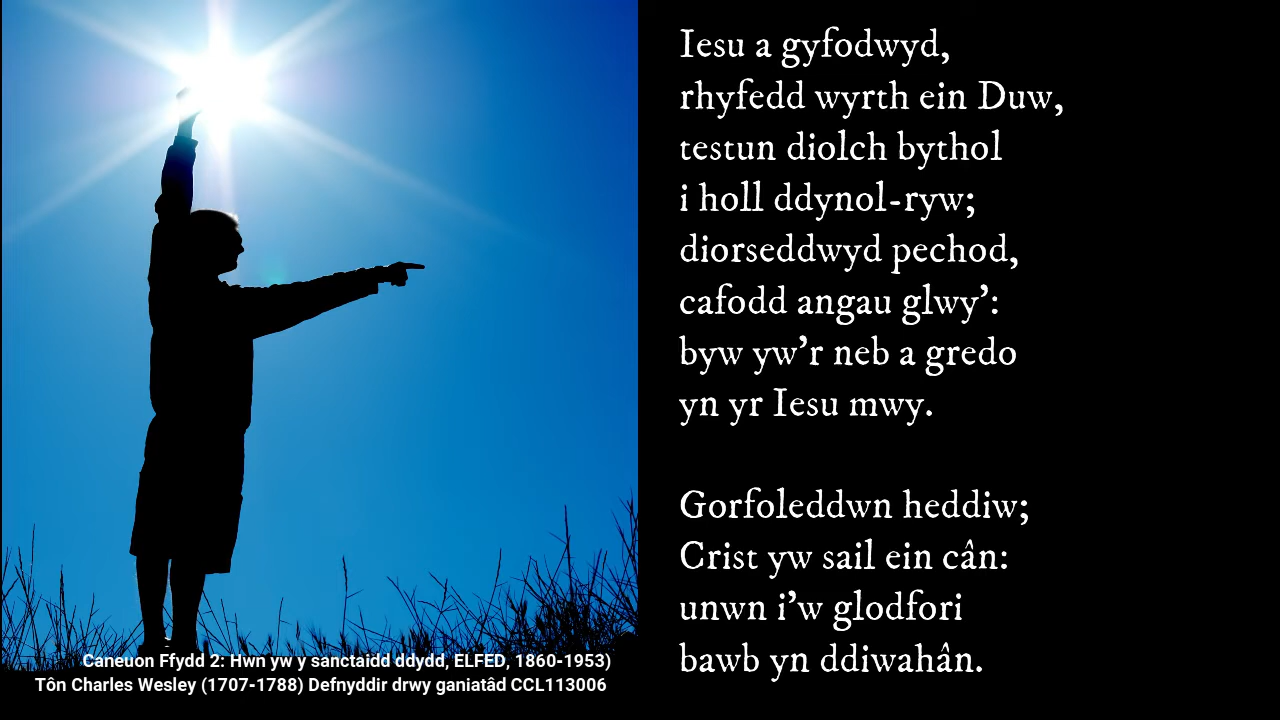 Iesu a gyfodwyd,
rhyfedd wyrth ein Duw,
testun diolch bythol
i holl ddynol-ryw;
diorseddwyd pechod,
cafodd angau glwy’:
byw yw’r neb a gredo
yn yr Iesu mwy.

Gorfoleddwn heddiw;
Crist yw sail ein cân:
unwn i’w glodfori
bawb yn ddiwahân.
Caneuon Ffydd 2: Hwn yw y sanctaidd ddydd, ELFED, 1860-1953)
Tôn Charles Wesley (1707-1788) Defnyddir drwy ganiatâd CCL113006